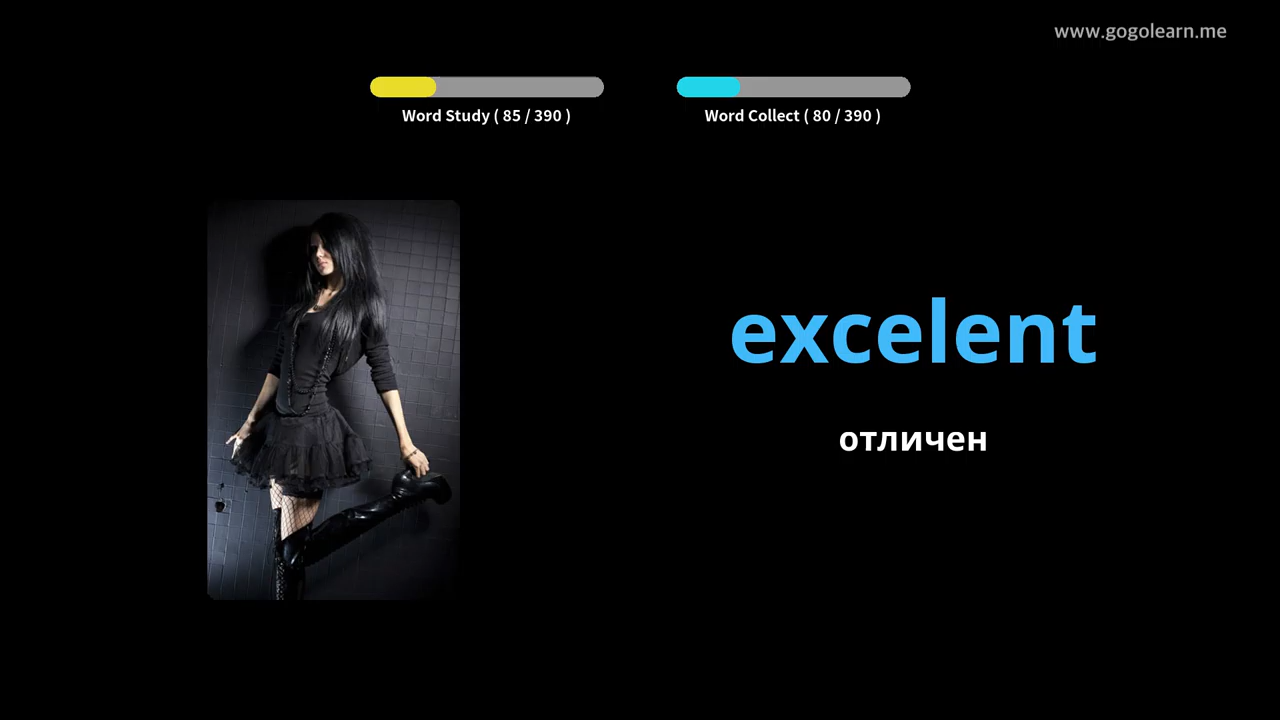 www.gogolearn.me
Word Study ( 85 / 390 )
Word Collect ( 80 / 390 )
excelent
отличен